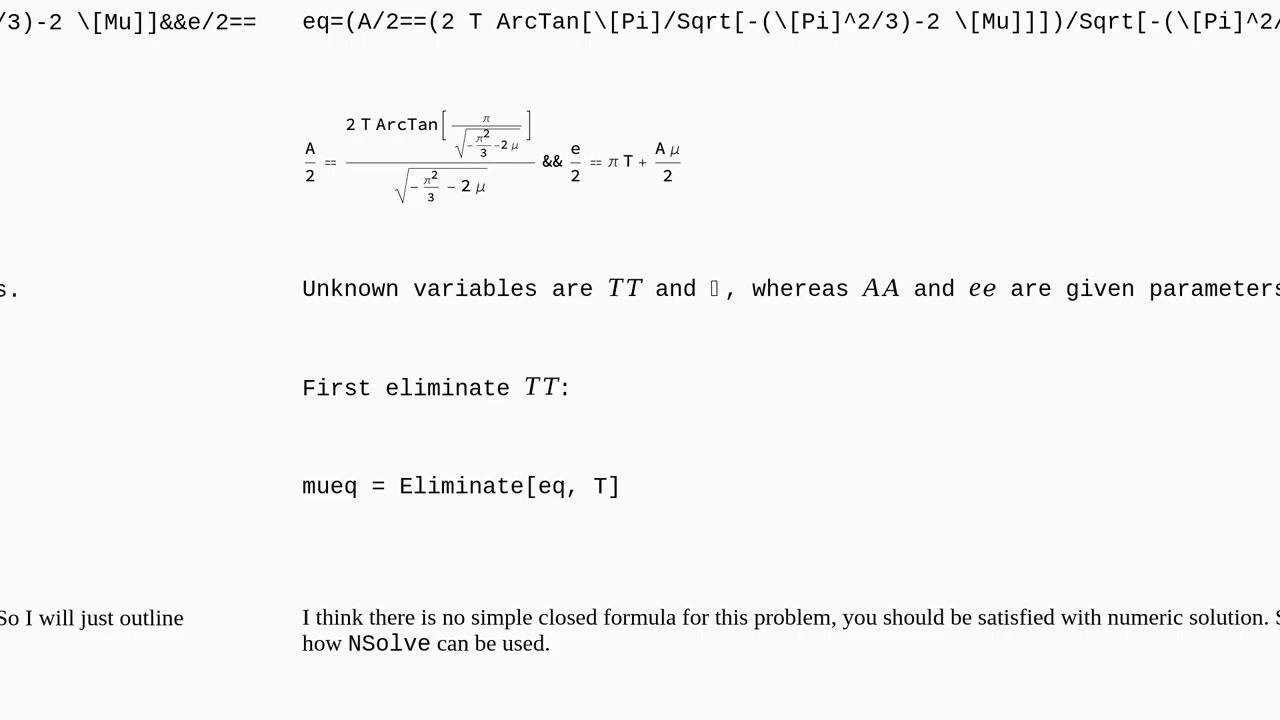 /3)-2 \[Mu]]&&e/2== eq=(A/2==(2 T ArcTan[\[Pi]/Sqrt[-(\[Pi]^2/3)-2 \[Mu]]])/Sqrt[-(\[Pi]^2/
A/2 == 2 T ArcTan[π/√(-π²/3 -2 μ)] / √(-π²/3 - 2 μ) && e/2 == π T + A μ/2
s. Unknown variables are TT and ▯, whereas AA and ee are given parameters
First eliminate TT:
mueq = Eliminate[eq, T]
So I will just outline I think there is no simple closed formula for this problem, you should be satisfied with numeric solution.
how NSolve can be used.